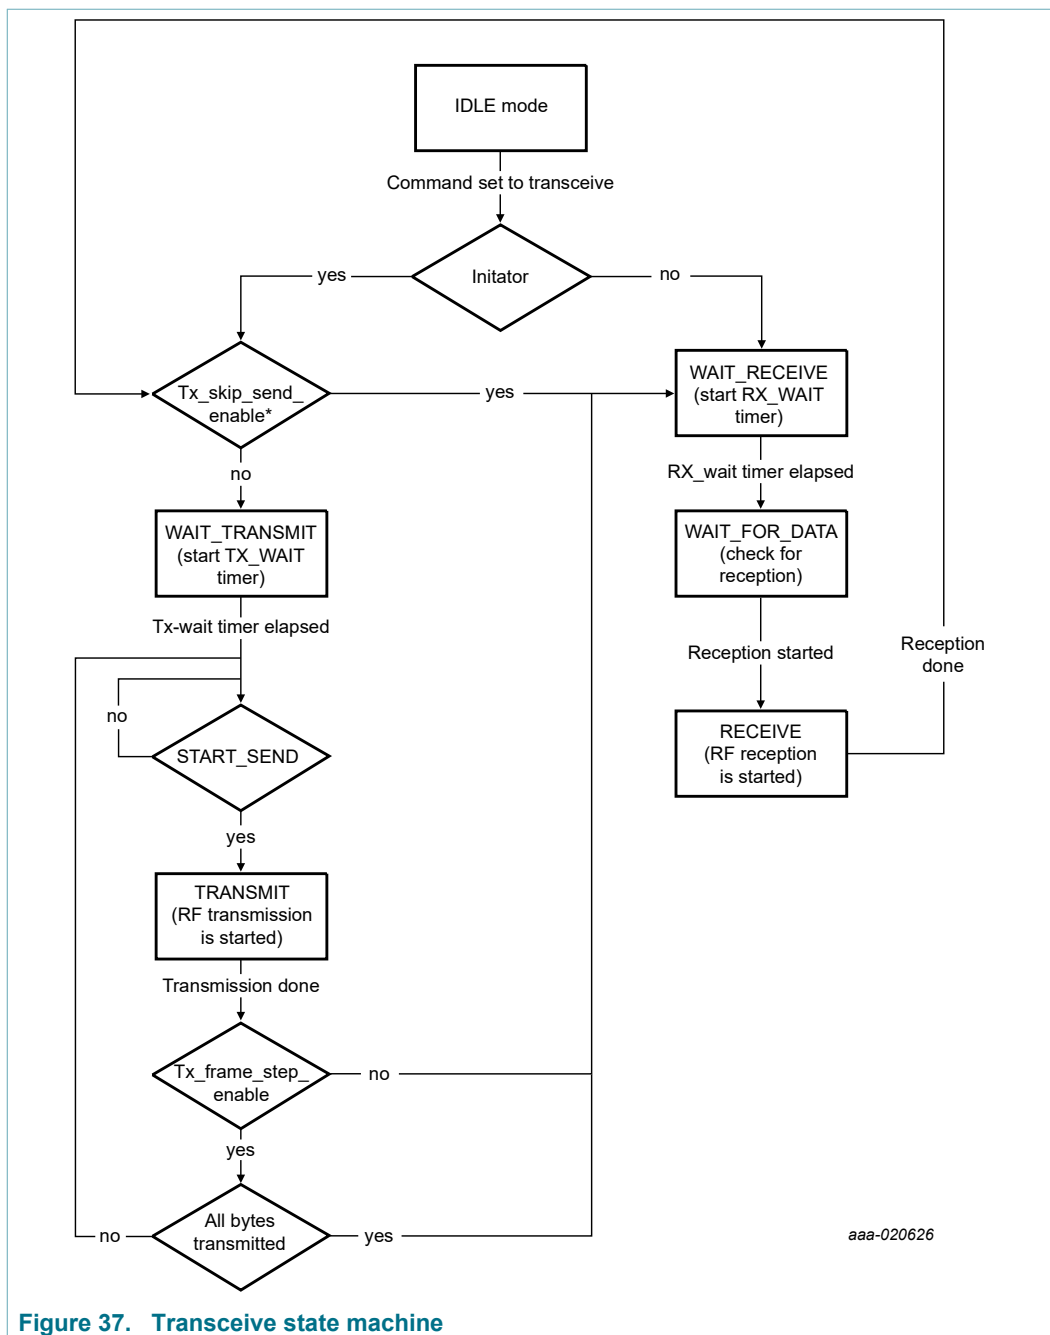 IDLE mode
Command set to transceive
Initator
yes
no
Tx_skip_send_
enable*
yes
no
WAIT_RECEIVE
(start RX_WAIT
timer)
RX_wait timer elapsed
WAIT_TRANSMIT
(start TX_WAIT
timer)
WAIT_FOR_DATA
(check for
reception)
Tx-wait timer elapsed
Reception started
Reception
done
no
START_SEND
RECEIVE
(RF reception
is started)
yes
TRANSMIT
(RF transmission
is started)
Transmission done
Tx_frame_step_
enable
no
yes
All bytes
transmitted
no
yes
aaa-020626
Figure 37. Transceive state machine